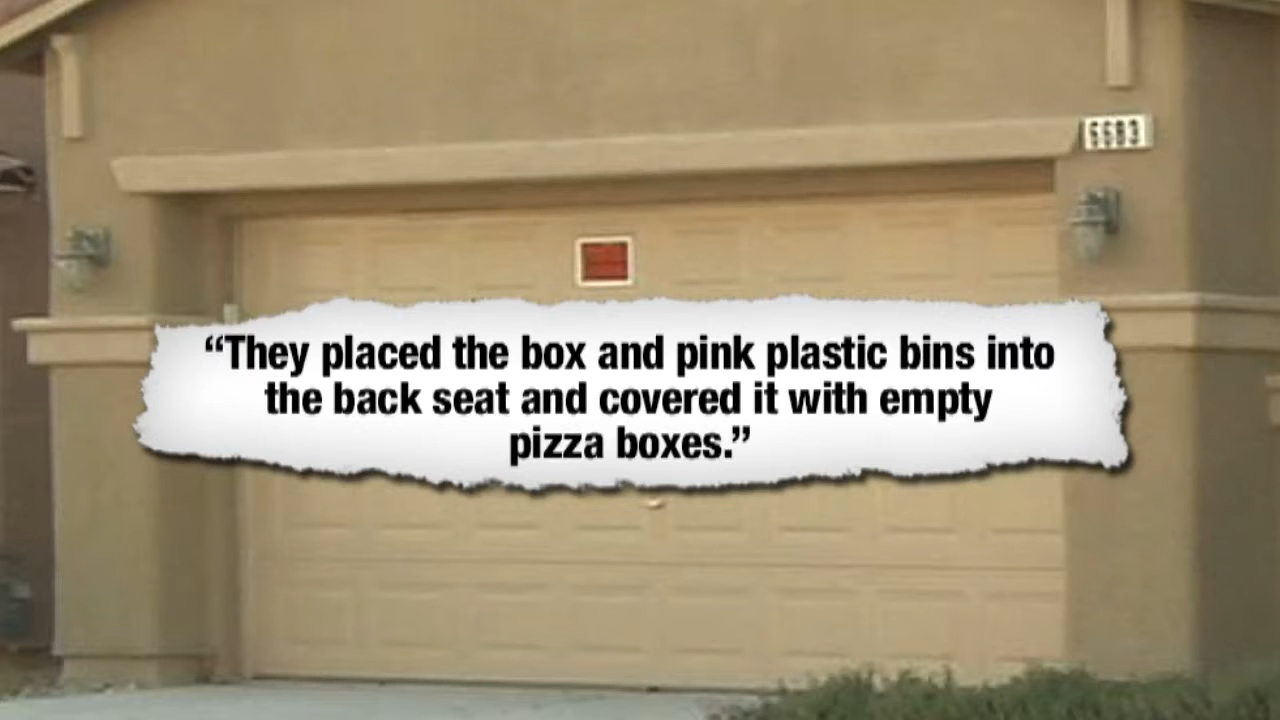 “They placed the box and pink plastic bins into
the back seat and covered it with empty
pizza boxes.”